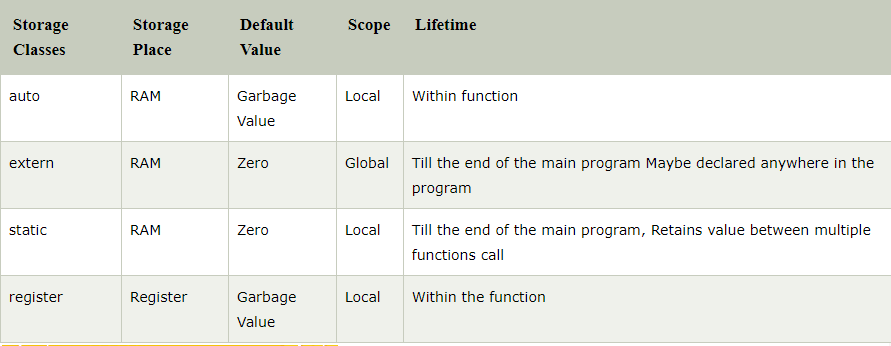 Storage Classes Storage Place Default Value Scope Lifetime
auto RAM Garbage Value Local Within function
extern RAM Zero Global Till the end of the main program Maybe declared anywhere in the program
static RAM Zero Local Till the end of the main program, Retains value between multiple functions call
register Register Garbage Value Local Within the function